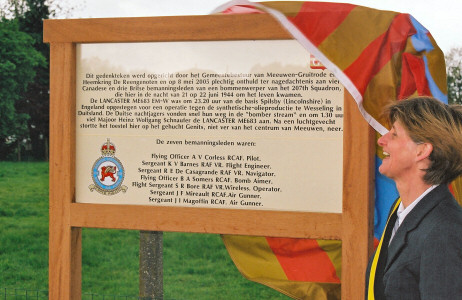 Dit gedenkteken werd opgericht door het Gemeentebestuur van Meeuwen-Gruitrode en
Heemkring De Reengenoten en op 8 mei 2005 plechtig onthuld ter nagedachtenis aan vier
Canadese en drie Britse bemanningsleden van een bommenwerper van het 207th Squadron,
die hier in de nacht van 21 op 22 juni 1944 om het leven kwamen.
De LANCASTER ME683 EM-W was om 23.20 uur van de basis Spilsby (Lincolnshire) in
Engeland opgestegen voor een operatie tegen de synthetische-olieproductie te Wesseling in
Duitsland. De Duitse nachtjagers vonden snel hun weg in de "bomber stream" en om 1.30 uur
viel Majoor Heinz Wolfgang Schnaufer de LANCASTER ME683 aan. Na een luchtgevecht
stortte het toestel hier op het gehucht Genits, niet ver van het centrum van Meeuwen, neer.
De zeven bemanningsleden waren:
Flying Officer A V Corless RCAF, Pilot.
Sergeant R V Barnes RAF VR. Flight Engineer.
Sergeant R E De Casagrande RAF VR. Navigator.
Flying Officer B A Somers RCAF, Bomb Aimer.
Flight Sergeant S R Boer RAF VR.Wireless. Operator.
Sergeant J F Mireault RCAF.Air Gunner.
Sergeant J I Magoffin RCAF. Air Gunner.